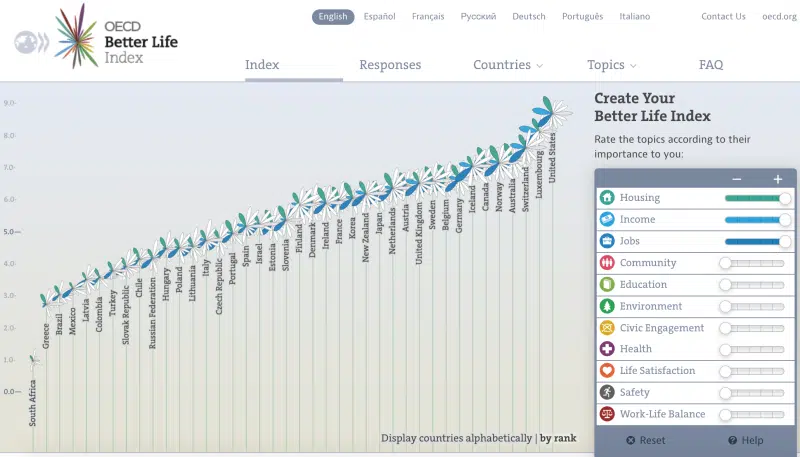 English Español Français Русский Deutsch Português Italiano Contact Us oecd.org
OECD
Better Life
Index
Index Responses Countries Topics FAQ
Create Your
Better Life Index
Rate the topics according to their
importance to you:
− +
Housing
Income
Jobs
Community
Education
Environment
Civic Engagement
Health
Life Satisfaction
Safety
Work-Life Balance
Reset Help
9.0
8.0
7.0
6.0
5.0
4.0
3.0
2.0
1.0
0.0
South Africa
Greece
Brazil
Mexico
Latvia
Colombia
Turkey
Slovak Republic
Chile
Russian Federation
Hungary
Poland
Lithuania
Italy
Czech Republic
Portugal
Spain
Israel
Estonia
Slovenia
Finland
Denmark
Ireland
France
Korea
New Zealand
Japan
Netherlands
Austria
United Kingdom
Sweden
Belgium
Germany
Iceland
Canada
Norway
Australia
Switzerland
Luxembourg
United States
Display countries alphabetically | by rank